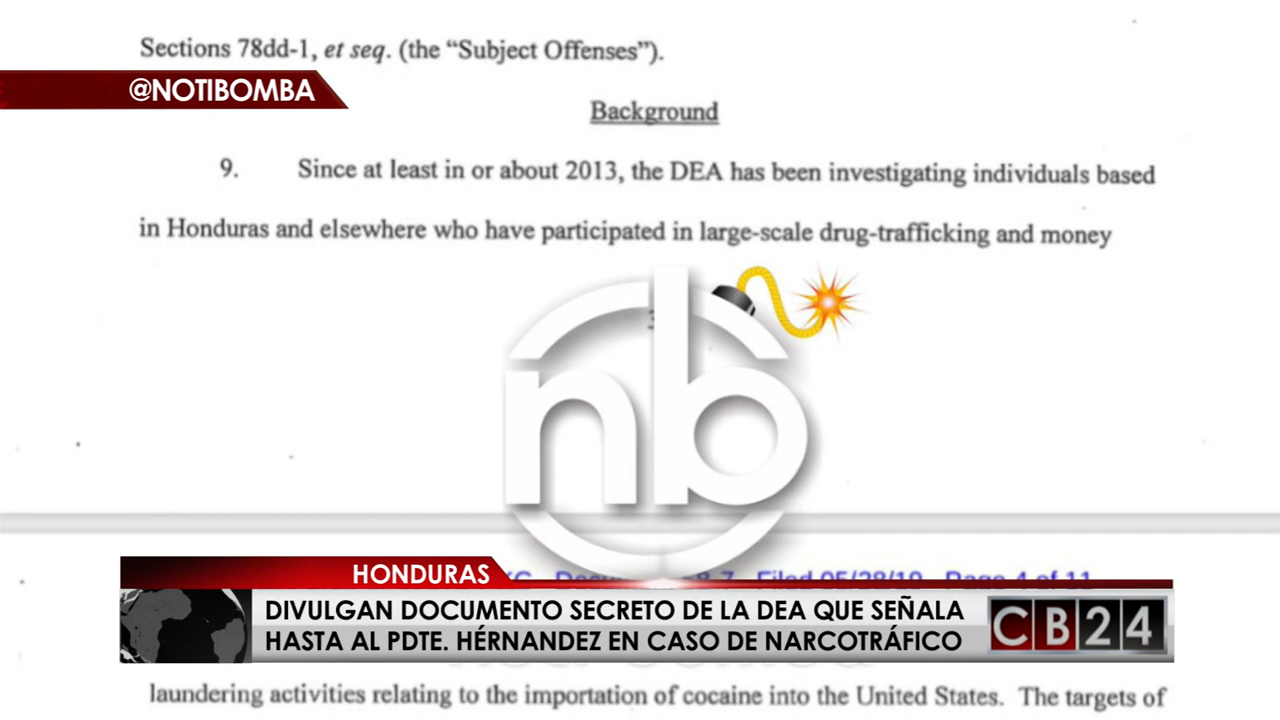 Sections 78dd-1, et seq. (the “Subject Offenses”).
@NOTIBOMBA
Background
9. Since at least in or about 2013, the DEA has been investigating individuals based
in Honduras and elsewhere who have participated in large-scale drug-trafficking and money
nb
HONDURAS
Filed 05/28/19 Page 4 of 11
DIVULGAN DOCUMENTO SECRETO DE LA DEA QUE SEÑALA
HASTA AL PDTE. HÉRNANDEZ EN CASO DE NARCOTRÁFICO
CB24
laundering activities relating to the importation of cocaine into the United States. The targets of